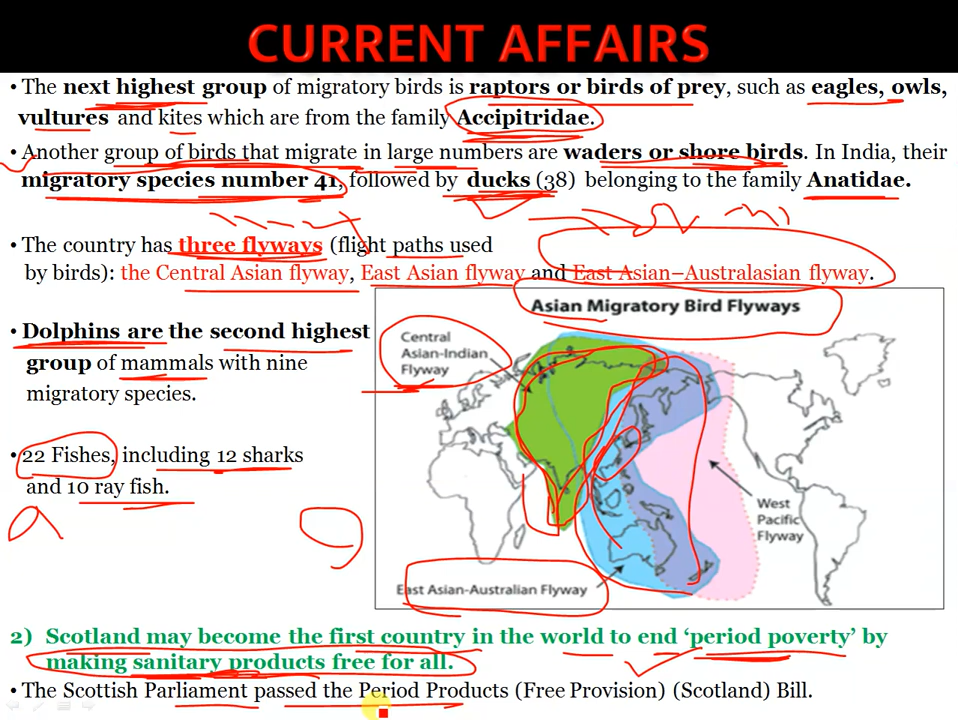 CURRENT AFFAIRS
• The next highest group of migratory birds is raptors or birds of prey, such as eagles, owls,
vultures and kites which are from the family Accipitridae.
• Another group of birds that migrate in large numbers are waders or shore birds. In India, their
migratory species number 41, followed by ducks (38) belonging to the family Anatidae.
• The country has three flyways (flight paths used
by birds): the Central Asian flyway, East Asian flyway and East Asian–Australasian flyway.
Asian Migratory Bird Flyways
• Dolphins are the second highest
group of mammals with nine
migratory species.
Central
Asian-Indian
Flyway
• 22 Fishes, including 12 sharks
and 10 ray fish.
West
Pacific
Flyway
East Asian-Australian Flyway
2) Scotland may become the first country in the world to end ‘period poverty’ by
making sanitary products free for all.
• The Scottish Parliament passed the Period Products (Free Provision) (Scotland) Bill.